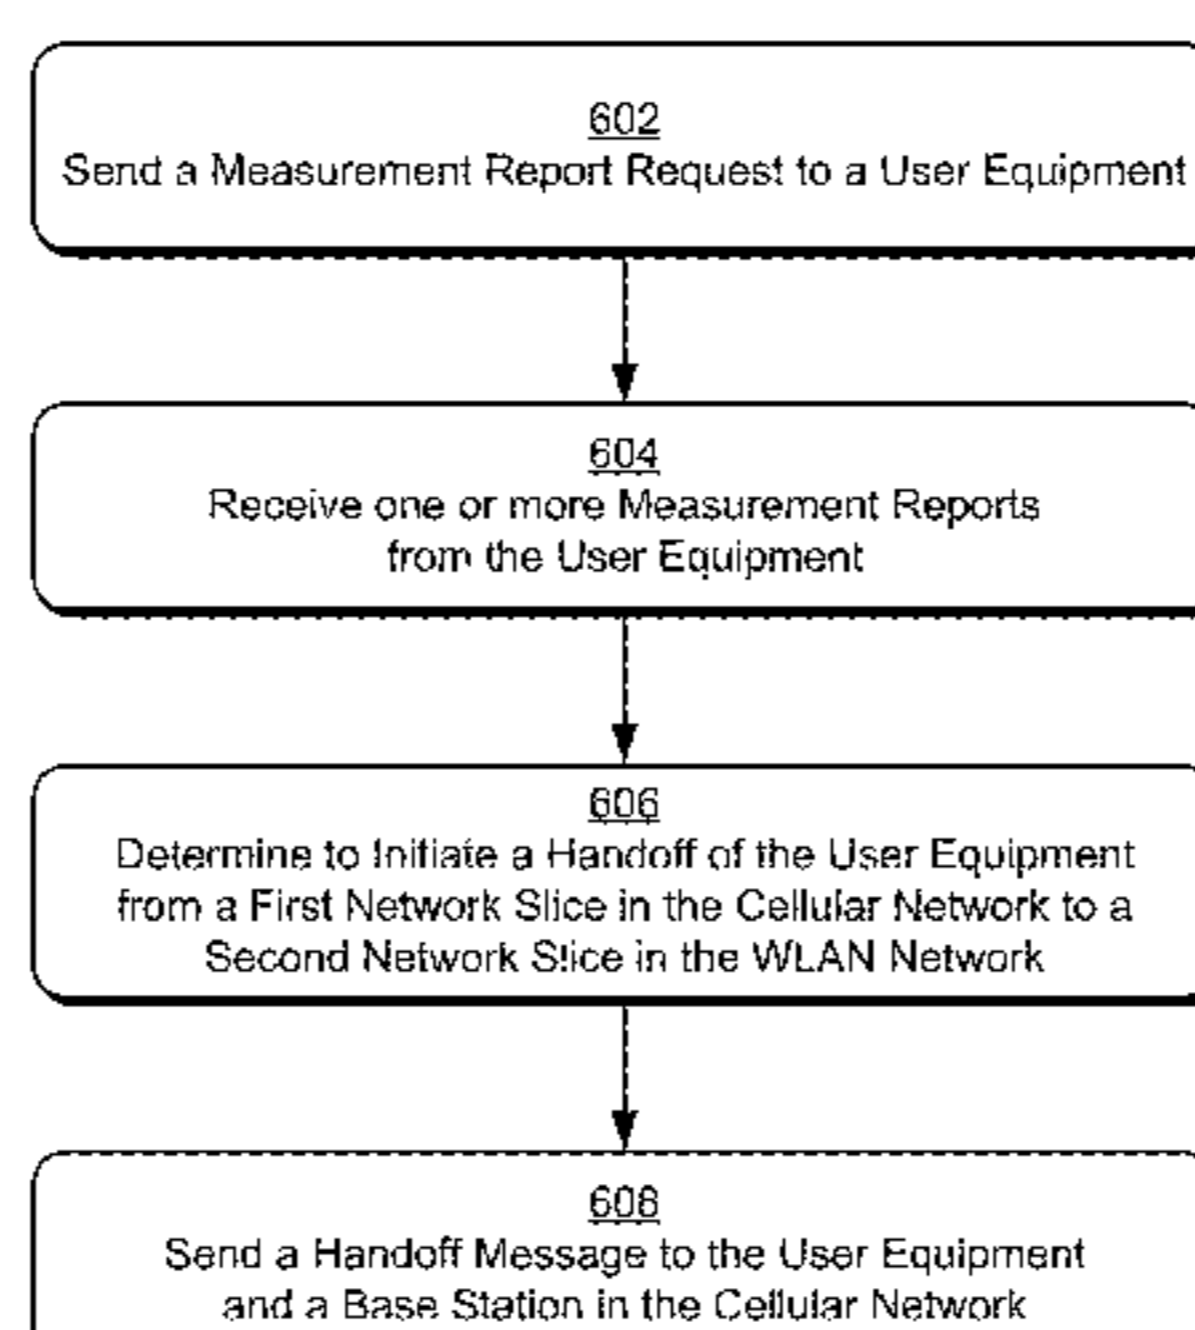 602
Send a Measurement Report Request to a User Equipment
604
Receive one or more Measurement Reports
from the User Equipment
606
Determine to Initiate a Handoff of the User Equipment
from a First Network Slice in the Cellular Network to a
Second Network Slice in the WLAN Network
608
Send a Handoff Message to the User Equipment
and a Base Station in the Cellular Network